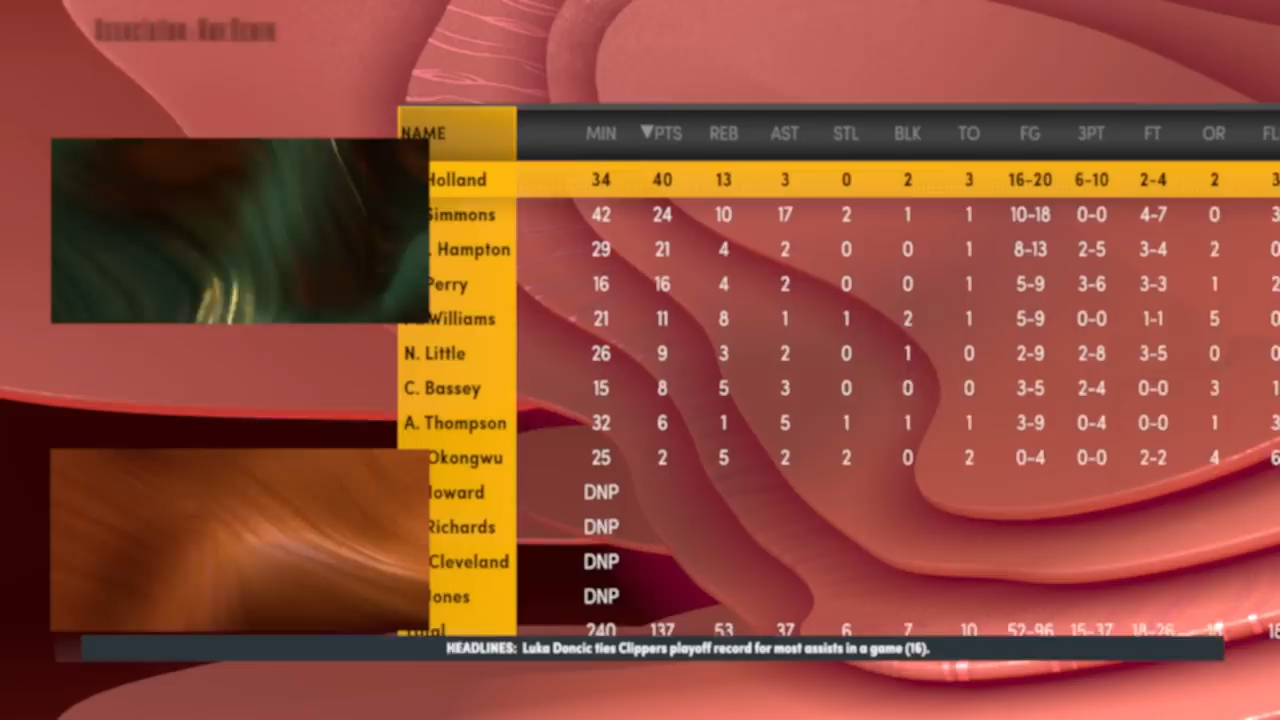 NAME MIN ▼PTS REB AST STL BLK TO FG 3PT FT OR
Holland 34 40 13 3 0 2 3 16-20 6-10 2-4 2 3
Simmons 42 24 10 17 2 1 1 10-18 0-0 4-7 0 3
. Hampton 29 21 4 2 0 0 1 8-13 2-5 3-4 2 0
Perry 16 16 4 2 0 0 1 5-9 3-6 3-3 1 2
Williams 21 11 8 1 1 2 1 5-9 0-0 1-1 5 0
N. Little 26 9 3 2 0 1 0 2-9 2-8 3-5 0 0
C. Bassey 15 8 5 3 0 0 0 3-5 2-4 0-0 3 1
A. Thompson 32 6 1 5 1 1 1 3-9 0-4 0-0 1 3
Okongwu 25 2 5 2 2 0 2 0-4 0-0 2-2 4 6
Howard DNP
Richards DNP
Cleveland DNP
Jones DNP
Total 240 137 53 37 6 7 10 52-96 15-37 18-26
HEADLINES: Luka Doncic ties Clippers playoff record for most assists in a game (16).